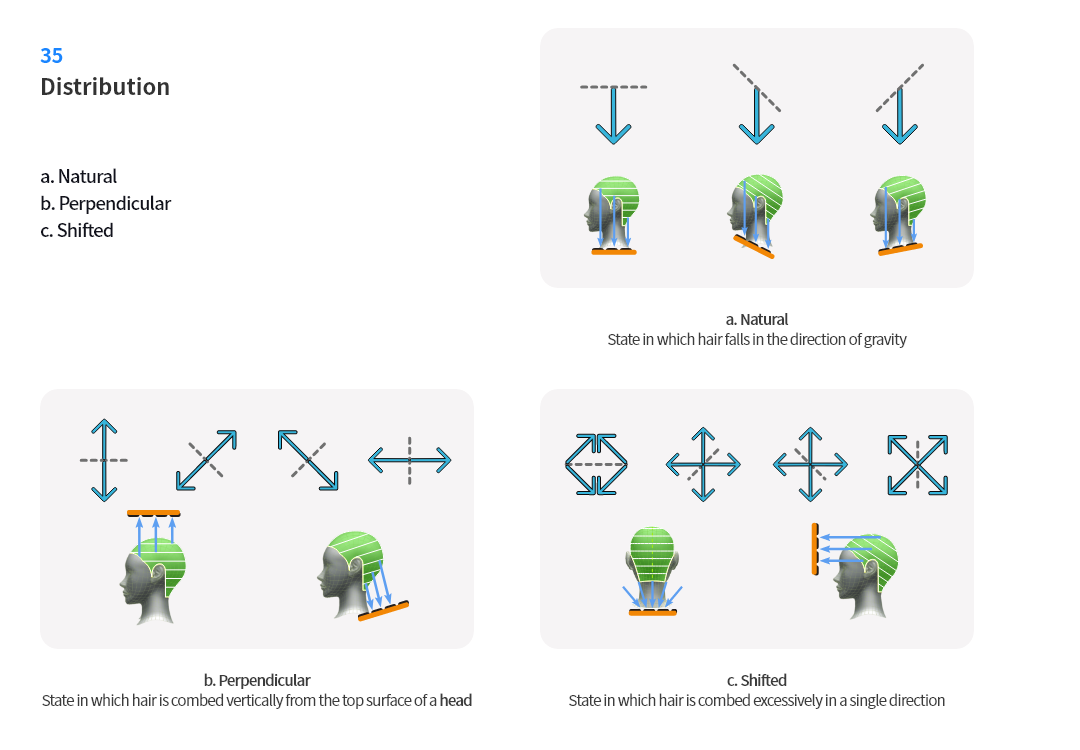 35
Distribution
a. Natural
b. Perpendicular
c. Shifted
a. Natural
State in which hair falls in the direction of gravity
b. Perpendicular
State in which hair is combed vertically from the top surface of a head
c. Shifted
State in which hair is combed excessively in a single direction